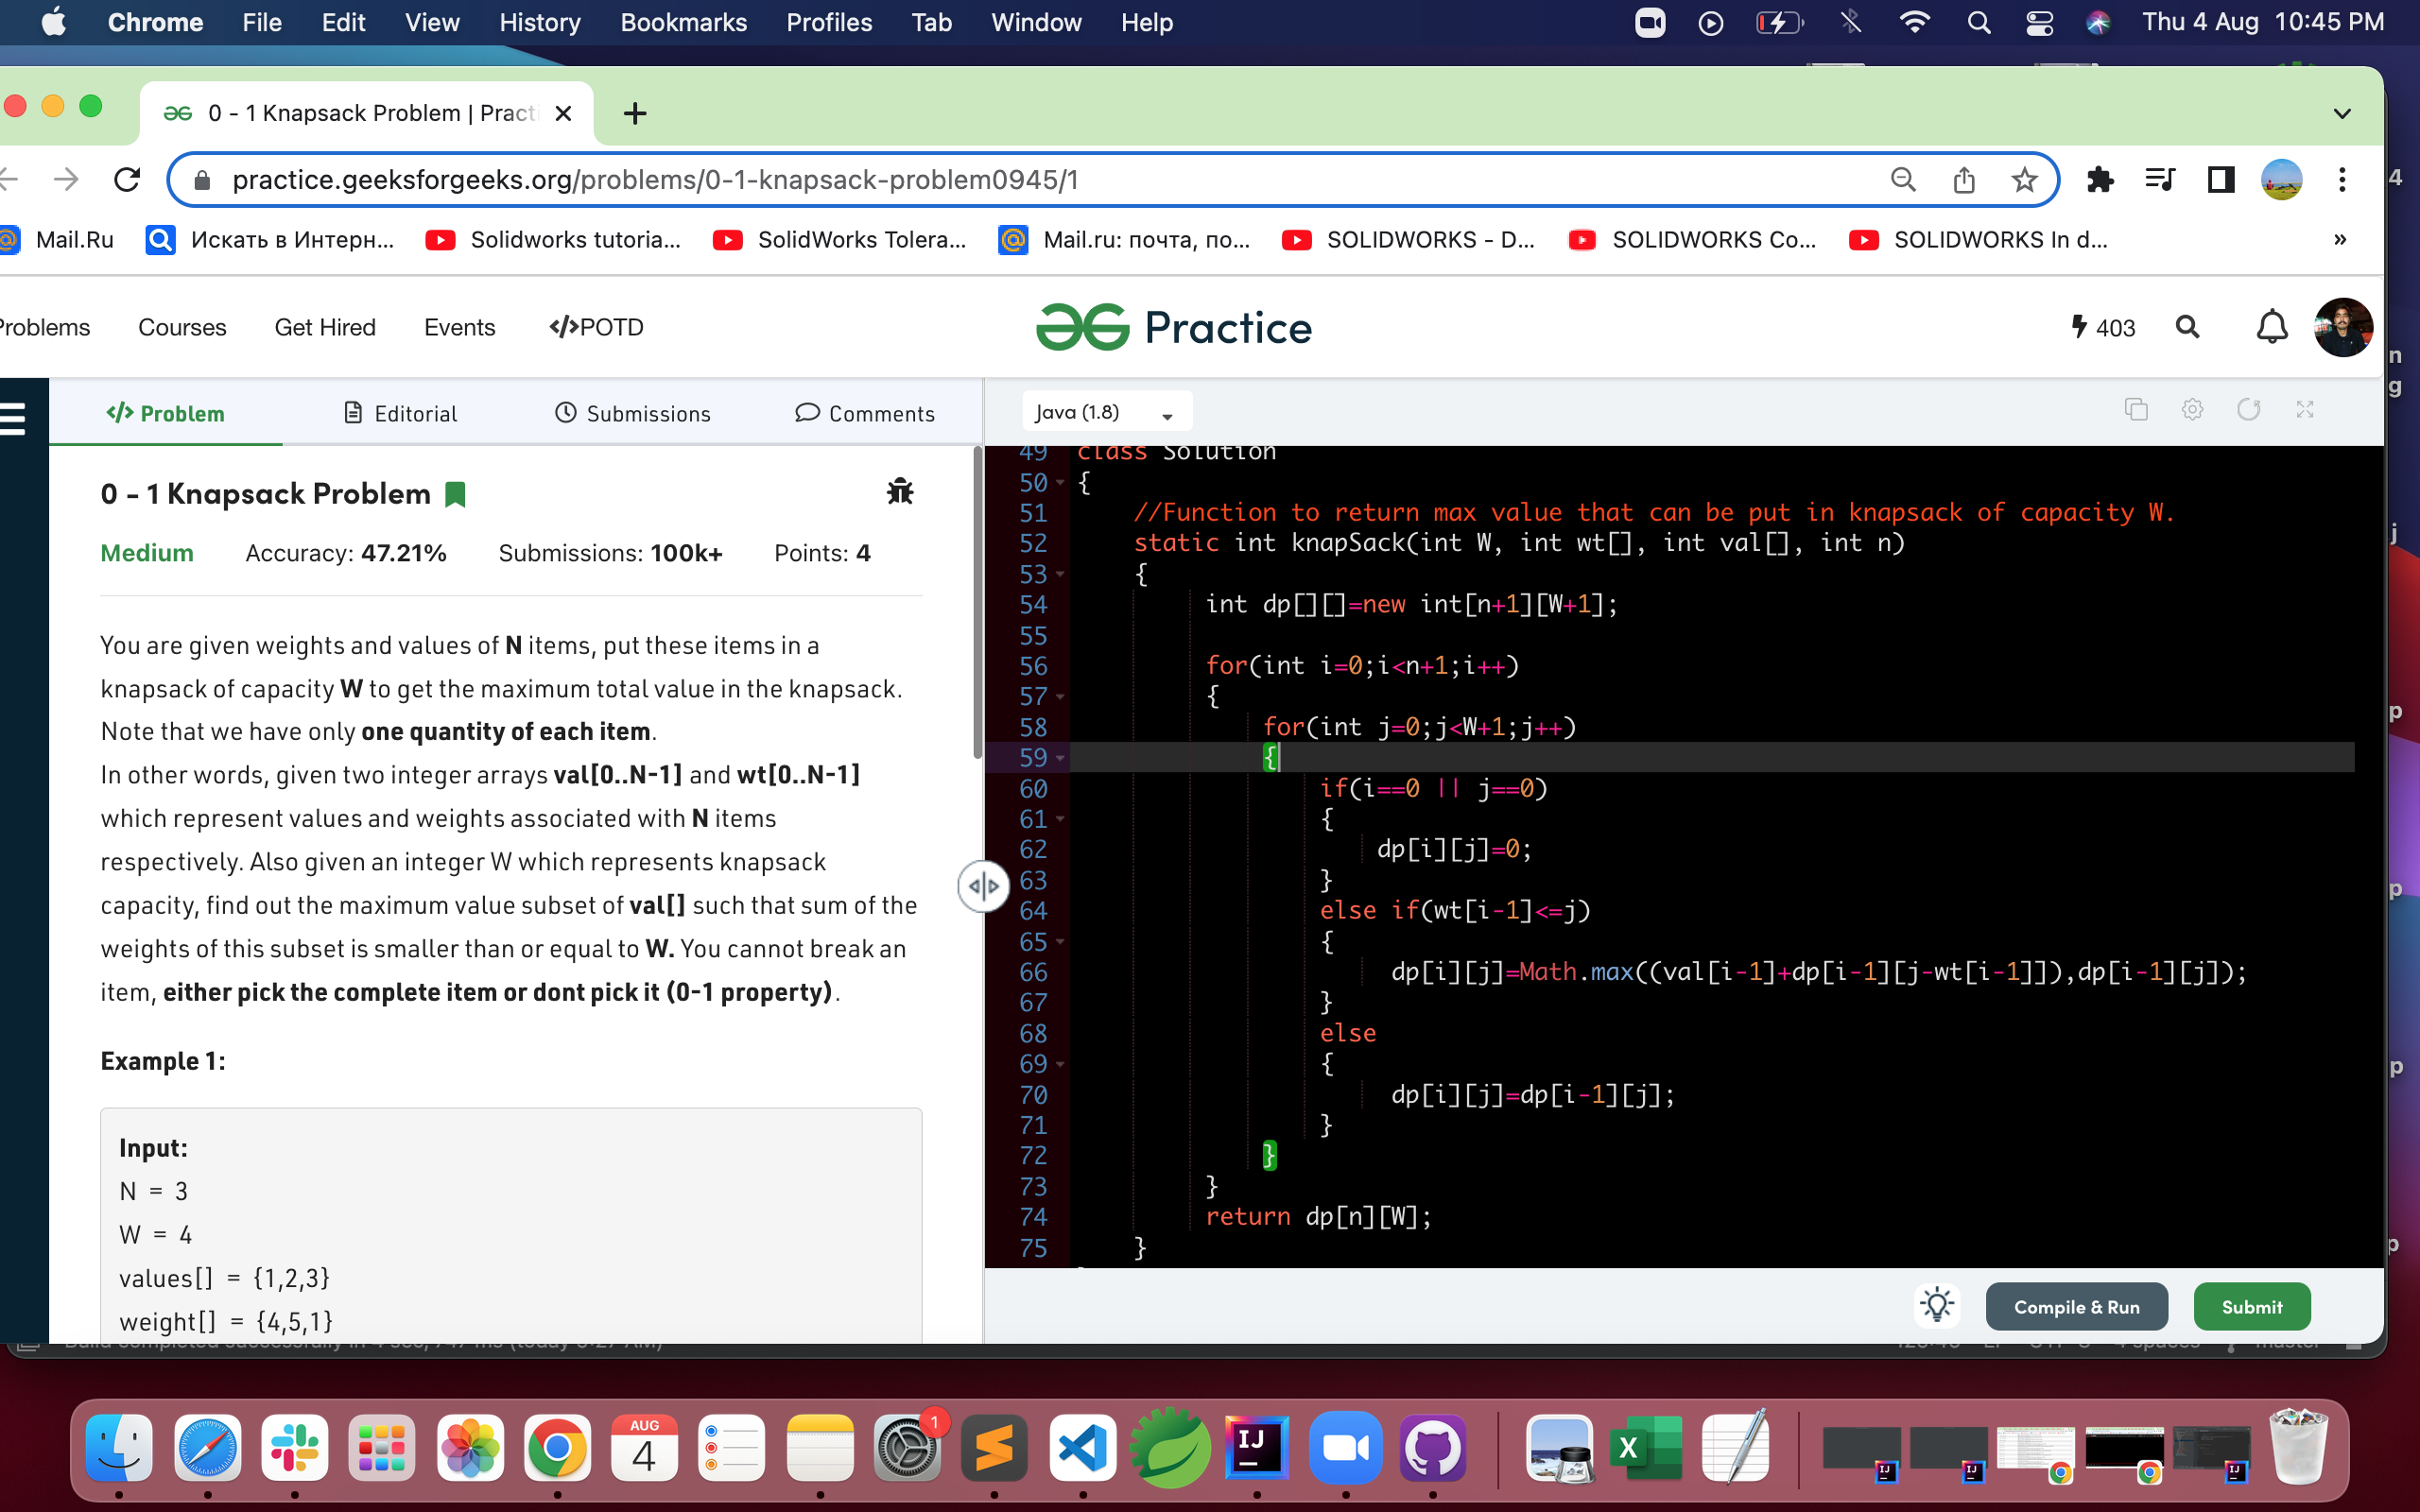 Chrome File Edit View History Bookmarks Profiles Tab Window Help Thu 4 Aug 10:45 PM
0 - 1 Knapsack Problem | Practi
practice.geeksforgeeks.org/problems/0-1-knapsack-problem0945/1
Mail.Ru Искать в Интерн... Solidworks tutoria... SolidWorks Tolera... Mail.ru: почта, по... SOLIDWORKS - D... SOLIDWORKS Co... SOLIDWORKS In d... »
Problems Courses Get Hired Events </>POTD Practice 403
</> Problem Editorial Submissions Comments
0 - 1 Knapsack Problem
Medium Accuracy: 47.21% Submissions: 100k+ Points: 4
You are given weights and values of N items, put these items in a
knapsack of capacity W to get the maximum total value in the knapsack.
Note that we have only one quantity of each item.
In other words, given two integer arrays val[0..N-1] and wt[0..N-1]
which represent values and weights associated with N items
respectively. Also given an integer W which represents knapsack
capacity, find out the maximum value subset of val[] such that sum of the
weights of this subset is smaller than or equal to W. You cannot break an
item, either pick the complete item or dont pick it (0-1 property).
Example 1:
Input:
N = 3
W = 4
values[] = {1,2,3}
weight[] = {4,5,1}
Java (1.8)
49 class Solution
50 {
51 //Function to return max value that can be put in knapsack of capacity W.
52 static int knapSack(int W, int wt[], int val[], int n)
53 {
54 int dp[][]=new int[n+1][W+1];
55
56 for(int i=0;i<n+1;i++)
57 {
58 for(int j=0;j<W+1;j++)
59 {
60 if(i==0 || j==0)
61 {
62 dp[i][j]=0;
63 }
64 else if(wt[i-1]<=j)
65 {
66 dp[i][j]=Math.max((val[i-1]+dp[i-1][j-wt[i-1]]),dp[i-1][j]);
67 }
68 else
69 {
70 dp[i][j]=dp[i-1][j];
71 }
72 }
73 }
74 return dp[n][W];
75 }
Compile & Run Submit
4
n
g
j
p
p
p
p
AUG
4
1
IJ
X
IJ IJ IJ